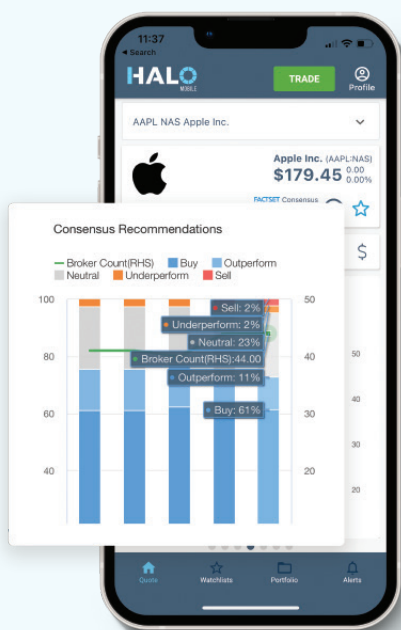 11:37
Search
HALO
MOBILE
TRADE
Profile
AAPL NAS Apple Inc.
Apple Inc. (AAPL:NAS)
$179.45 0.00
0.00%
FACTSET Consensus
$
Consensus Recommendations
Broker Count(RHS) Buy Outperform
Neutral Underperform Sell
100 50
Sell: 2%
Underperform: 2%
Neutral: 23%
80 40
Broker Count(RHS):44.00
Outperform: 11%
Buy: 61%
60 30
40 20
50
40
30
20
Quote Watchlists Portfolio Alerts